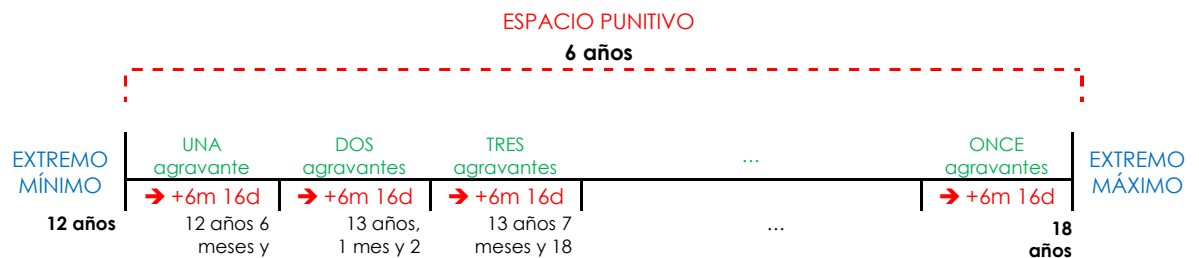 ESPACIO PUNITIVO
6 años
EXTREMO
MÍNIMO
UNA
agravante
DOS
agravantes
TRES
agravantes
…
ONCE
agravantes
EXTREMO
MÁXIMO
➔ +6m 16d
➔ +6m 16d
➔ +6m 16d
➔ +6m 16d
12 años
12 años 6
meses y
13 años,
1 mes y 2
13 años 7
meses y 18
…
18
años